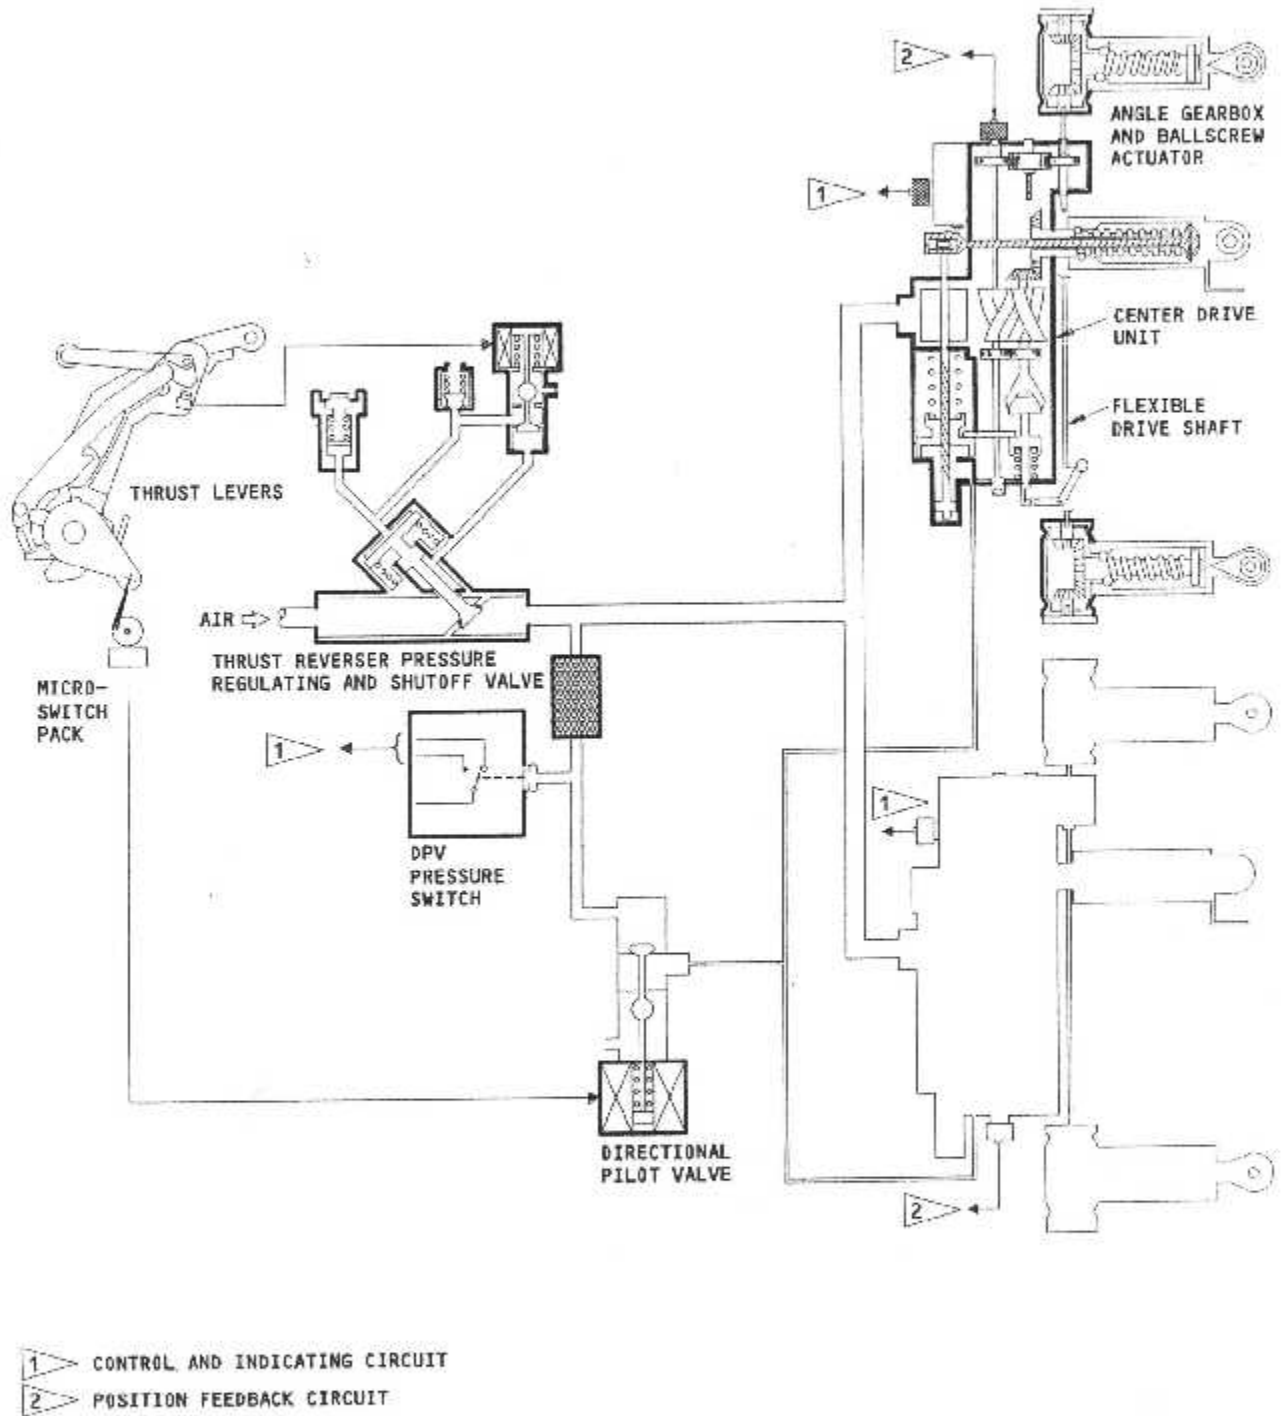 2
ANGLE GEARBOX
AND BALLSCREW
ACTUATOR
1
CENTER DRIVE
UNIT
FLEXIBLE
DRIVE SHAFT
THRUST LEVERS
AIR
THRUST REVERSER PRESSURE
REGULATING AND SHUTOFF VALVE
MICRO-
SWITCH
PACK
1
1
DPV
PRESSURE
SWITCH
DIRECTIONAL
PILOT VALVE
2
1 CONTROL AND INDICATING CIRCUIT
2 POSITION FEEDBACK CIRCUIT